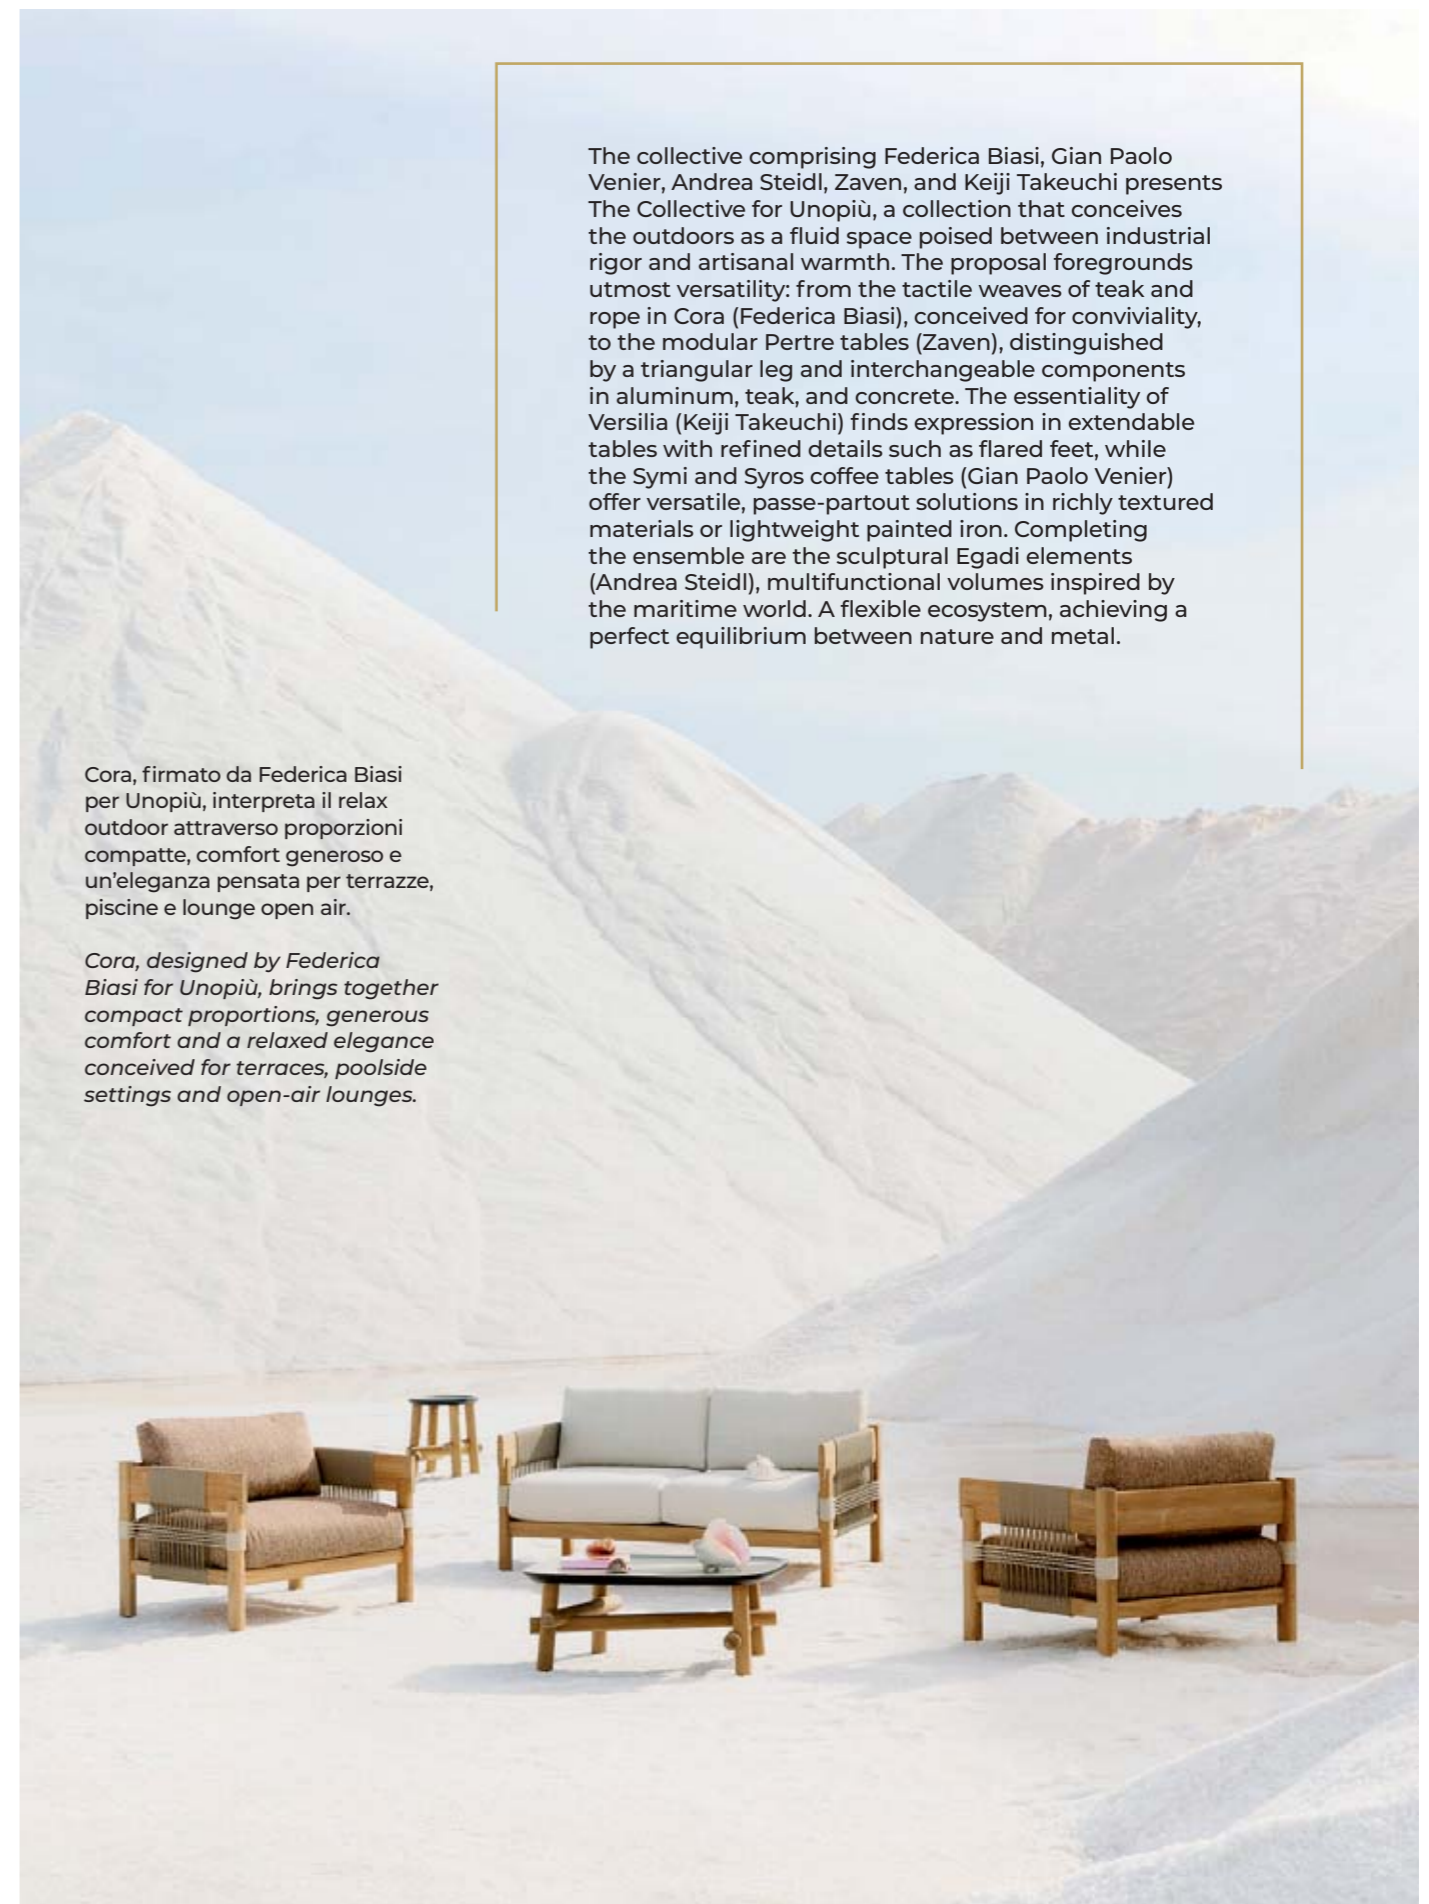 The collective comprising Federica Biasi, Gian Paolo
Venier, Andrea Steidl, Zaven, and Keiji Takeuchi presents
The Collective for Unopiù, a collection that conceives
the outdoors as a fluid space poised between industrial
rigor and artisanal warmth. The proposal foregrounds
utmost versatility: from the tactile weaves of teak and
rope in Cora (Federica Biasi), conceived for conviviality,
to the modular Pertre tables (Zaven), distinguished
by a triangular leg and interchangeable components
in aluminum, teak, and concrete. The essentiality of
Versilia (Keiji Takeuchi) finds expression in extendable
tables with refined details such as flared feet, while
the Symi and Syros coffee tables (Gian Paolo Venier)
offer versatile, passe-partout solutions in richly textured
materials or lightweight painted iron. Completing
the ensemble are the sculptural Egadi elements
(Andrea Steidl), multifunctional volumes inspired by
the maritime world. A flexible ecosystem, achieving a
perfect equilibrium between nature and metal.
Cora, firmato da Federica Biasi
per Unopiù, interpreta il relax
outdoor attraverso proporzioni
compatte, comfort generoso e
un’eleganza pensata per terrazze,
piscine e lounge open air.
Cora, designed by Federica
Biasi for Unopiù, brings together
compact proportions, generous
comfort and a relaxed elegance
conceived for terraces, poolside
settings and open-air lounges.